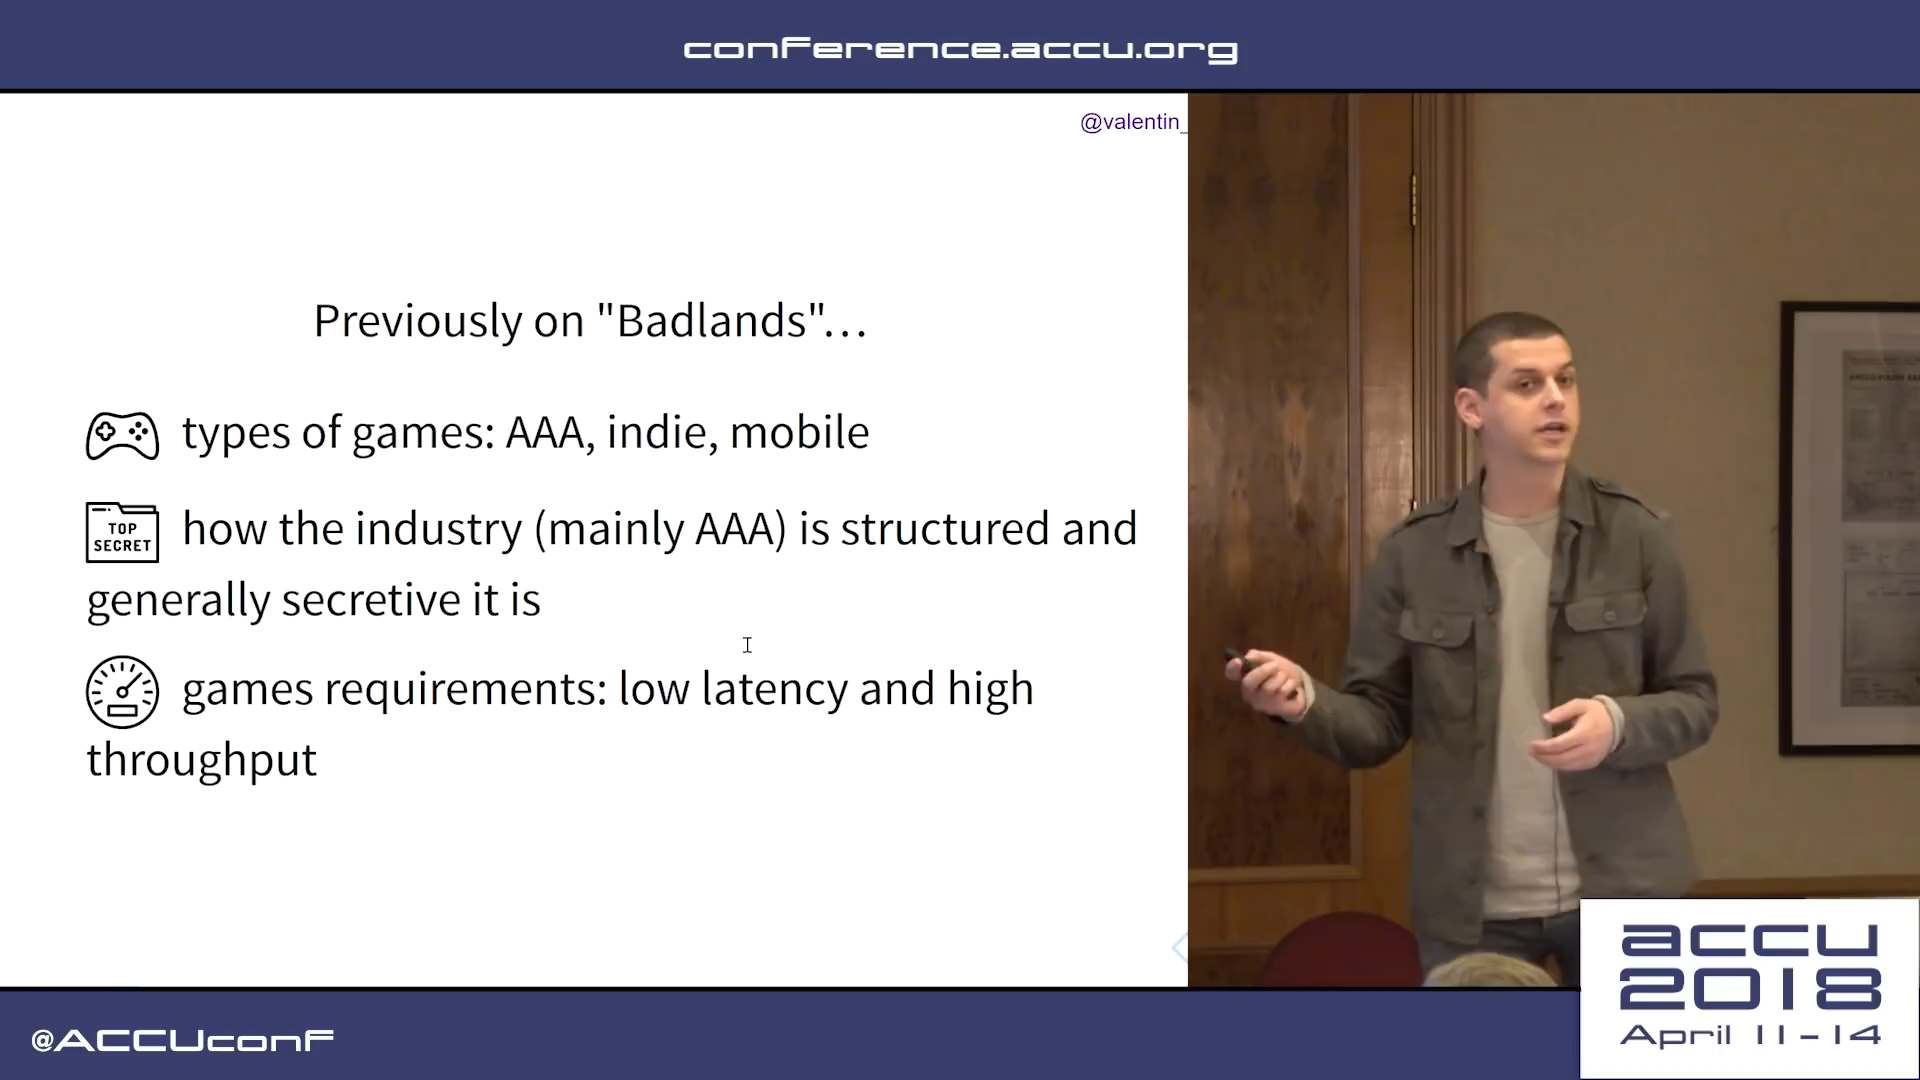 conference.accu.org
@valentin_
Previously on "Badlands"…
types of games: AAA, indie, mobile
TOP
SECRET
how the industry (mainly AAA) is structured and
generally secretive it is
games requirements: low latency and high
throughput
@ACCUconf
accu
2018
April 11-14